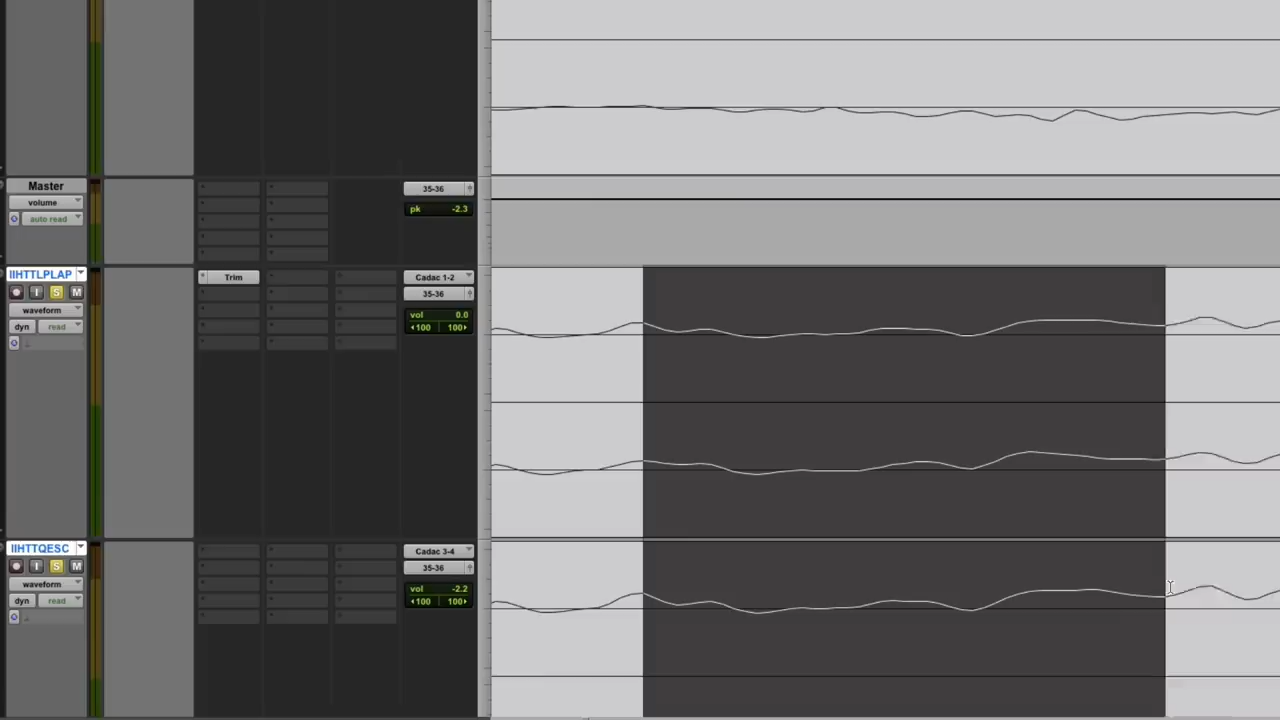 Master
35-36
volume
pk -2.3
auto read
IIHTTLPLAP
Trim
Cadac 1-2
I S M
35-36
waveform
vol 0.0
dyn read
100 100
IIHTTQESC
Cadac 3-4
I S M
35-36
waveform
vol -2.2
dyn read
100 100